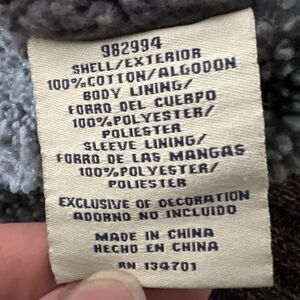 982994
SHELL/EXTERIOR
100%COTTON/ALGODON
BODY LINING/
FORRO DEL CUERPO
100%POLYESTER/
POLIESTER
SLEEVE LINING/
FORRO DE LAS MANGAS
100%POLYESTER/
POLIESTER
EXCLUSIVE OF DECORATION
ADORNO NO INCLUIDO
MADE IN CHINA
HECHO EN CHINA
RN 134701